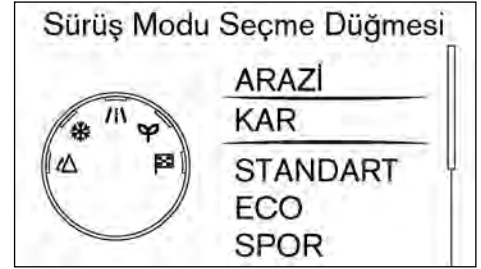 Sürüş Modu Seçme Düğmesi
ARAZİ
KAR
STANDART
ECO
SPOR